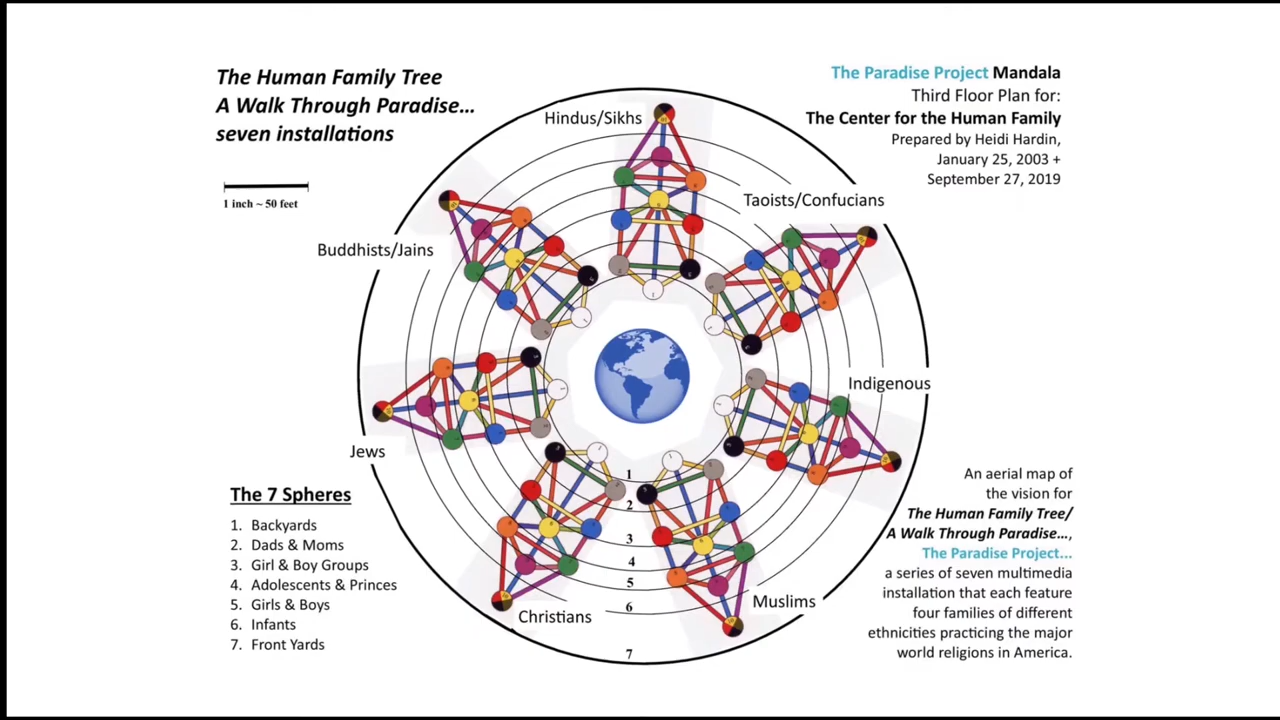 The Human Family Tree
A Walk Through Paradise...
seven installations
1 inch ~ 50 feet
The Paradise Project Mandala
Third Floor Plan for:
The Center for the Human Family
Prepared by Heidi Hardin,
January 25, 2003 +
September 27, 2019
Hindus/Sikhs
Taoists/Confucians
Buddhists/Jains
Indigenous
Jews
Christians
Muslims
1
2
3
4
5
6
7
The 7 Spheres
1. Backyards
2. Dads & Moms
3. Girl & Boy Groups
4. Adolescents & Princes
5. Girls & Boys
6. Infants
7. Front Yards
An aerial map of
the vision for
The Human Family Tree/
A Walk Through Paradise...,
The Paradise Project...
a series of seven multimedia
installation that each feature
four families of different
ethnicities practicing the major
world religions in America.